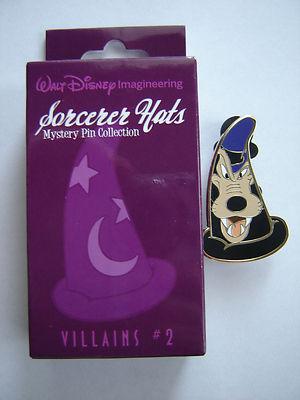 Walt Disney Imagineering
Sorcerer Hats
Mystery Pin Collection
VILLAINS #2